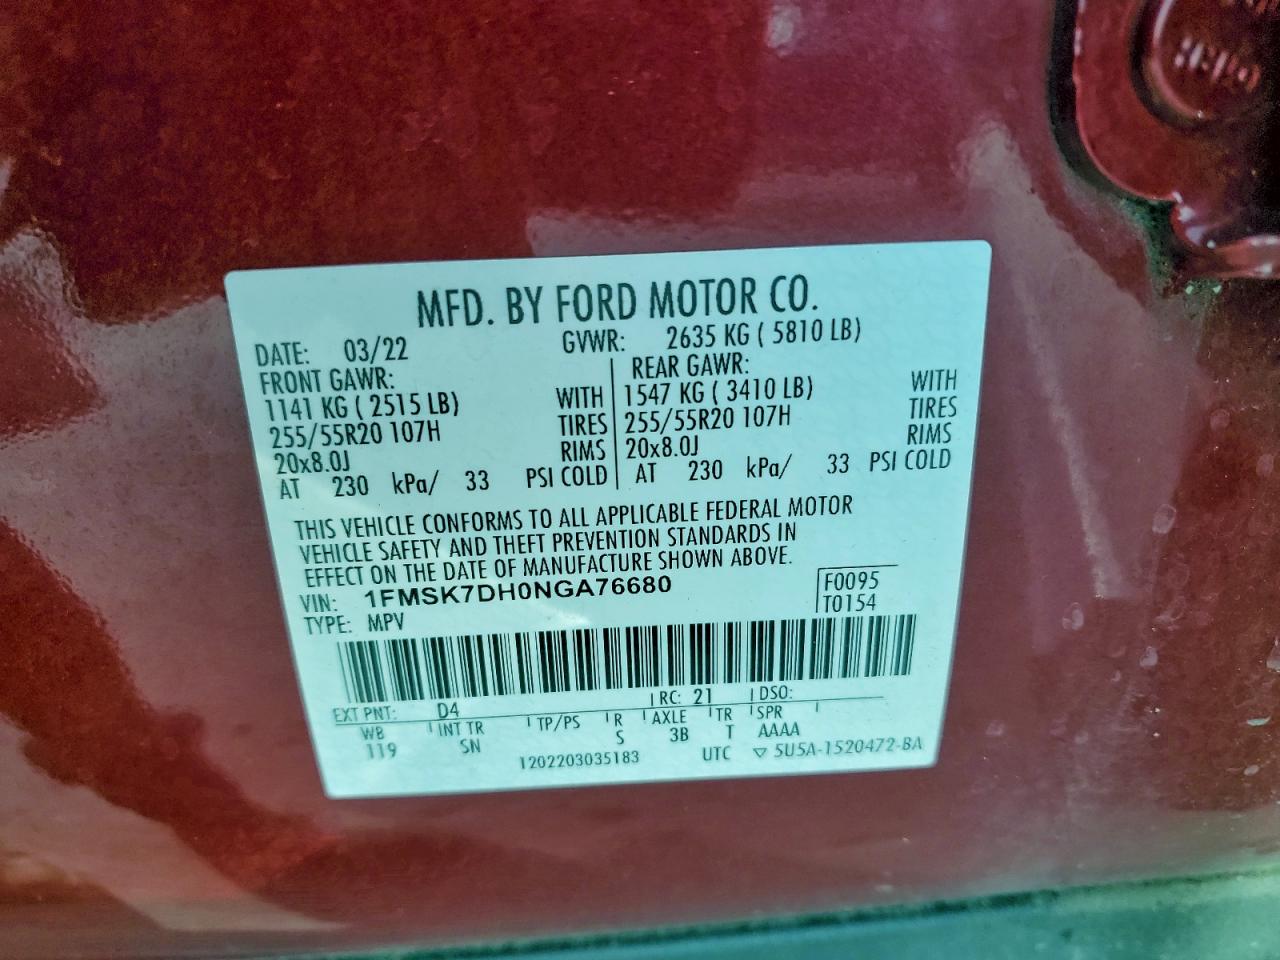 MFD. BY FORD MOTOR CO.
DATE: 03/22 GVWR: 2635 KG ( 5810 LB)
FRONT GAWR: REAR GAWR:
1141 KG ( 2515 LB) WITH 1547 KG ( 3410 LB) WITH
255/55R20 107H TIRES 255/55R20 107H TIRES
20x8.0J RIMS 20x8.0J RIMS
AT 230 kPa/ 33 PSI COLD AT 230 kPa/ 33 PSI COLD
THIS VEHICLE CONFORMS TO ALL APPLICABLE FEDERAL MOTOR
VEHICLE SAFETY AND THEFT PREVENTION STANDARDS IN
EFFECT ON THE DATE OF MANUFACTURE SHOWN ABOVE.
VIN: 1FMSK7DH0NGA76680 F0095
TYPE: MPV T0154
EXT PNT: D4 RC: 21 DSO:
WB INT TR TP/PS R AXLE TR SPR
119 SN S 3B T AAAA
1202203035183 UTC ▽ 5U5A-1520472-BA